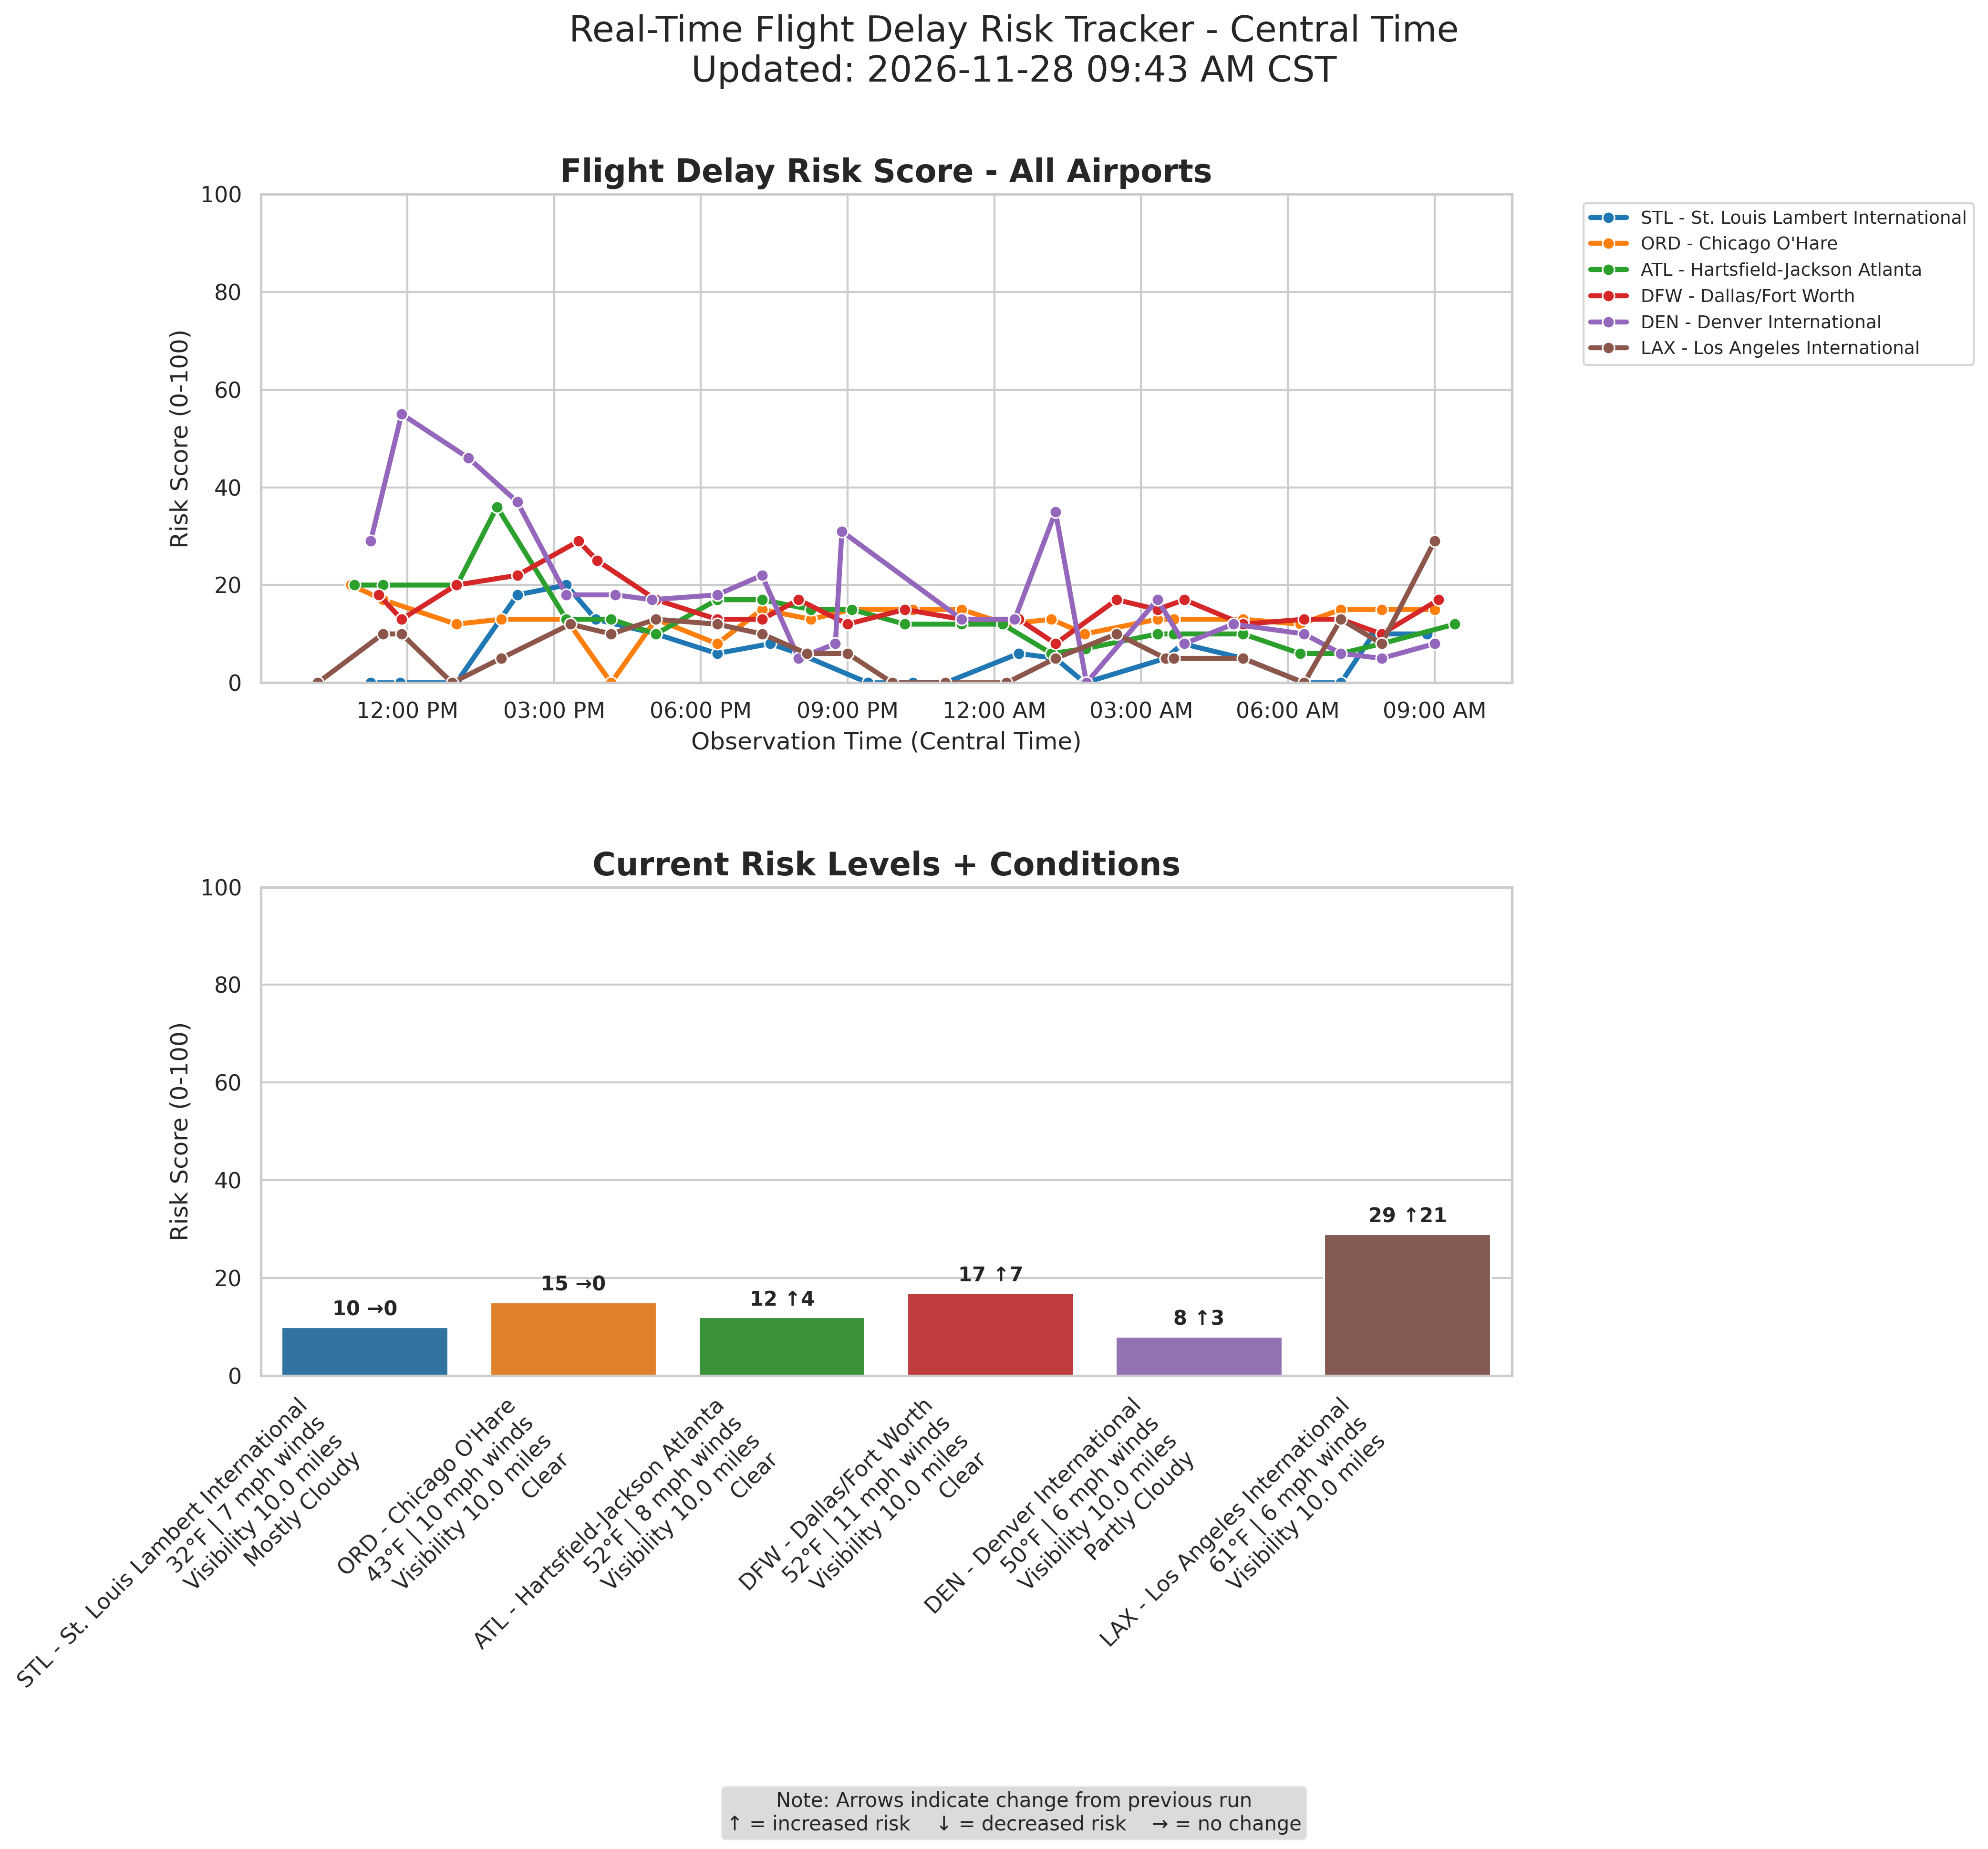 Real-Time Flight Delay Risk Tracker - Central Time
Updated: 2026-11-28 09:43 AM CST
Flight Delay Risk Score - All Airports
100
80
60
40
20
0
Risk Score (0-100)
12:00 PM
03:00 PM
06:00 PM
09:00 PM
12:00 AM
03:00 AM
06:00 AM
09:00 AM
Observation Time (Central Time)
STL - St. Louis Lambert International
ORD - Chicago O'Hare
ATL - Hartsfield-Jackson Atlanta
DFW - Dallas/Fort Worth
DEN - Denver International
LAX - Los Angeles International
Current Risk Levels + Conditions
100
80
60
40
20
0
Risk Score (0-100)
10 →0
15 →0
12 ↑4
17 ↑7
8 ↑3
29 ↑21
STL - St. Louis Lambert International
32°F | 7 mph winds
Visibility 10.0 miles
Mostly Cloudy
ORD - Chicago O'Hare
43°F | 10 mph winds
Visibility 10.0 miles
Clear
ATL - Hartsfield-Jackson Atlanta
52°F | 8 mph winds
Visibility 10.0 miles
Clear
DFW - Dallas/Fort Worth
52°F | 11 mph winds
Visibility 10.0 miles
Clear
DEN - Denver International
50°F | 6 mph winds
Visibility 10.0 miles
Partly Cloudy
LAX - Los Angeles International
61°F | 6 mph winds
Visibility 10.0 miles
Note: Arrows indicate change from previous run
↑ = increased risk ↓ = decreased risk → = no change